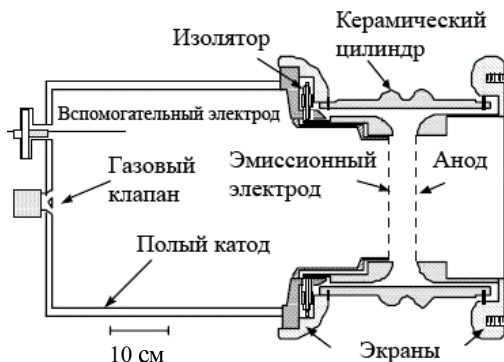 Изолятор
Керамический
цилиндр
Вспомогательный электрод
Газовый
клапан
Эмиссионный
электрод
Анод
Полый катод
10 см
Экраны